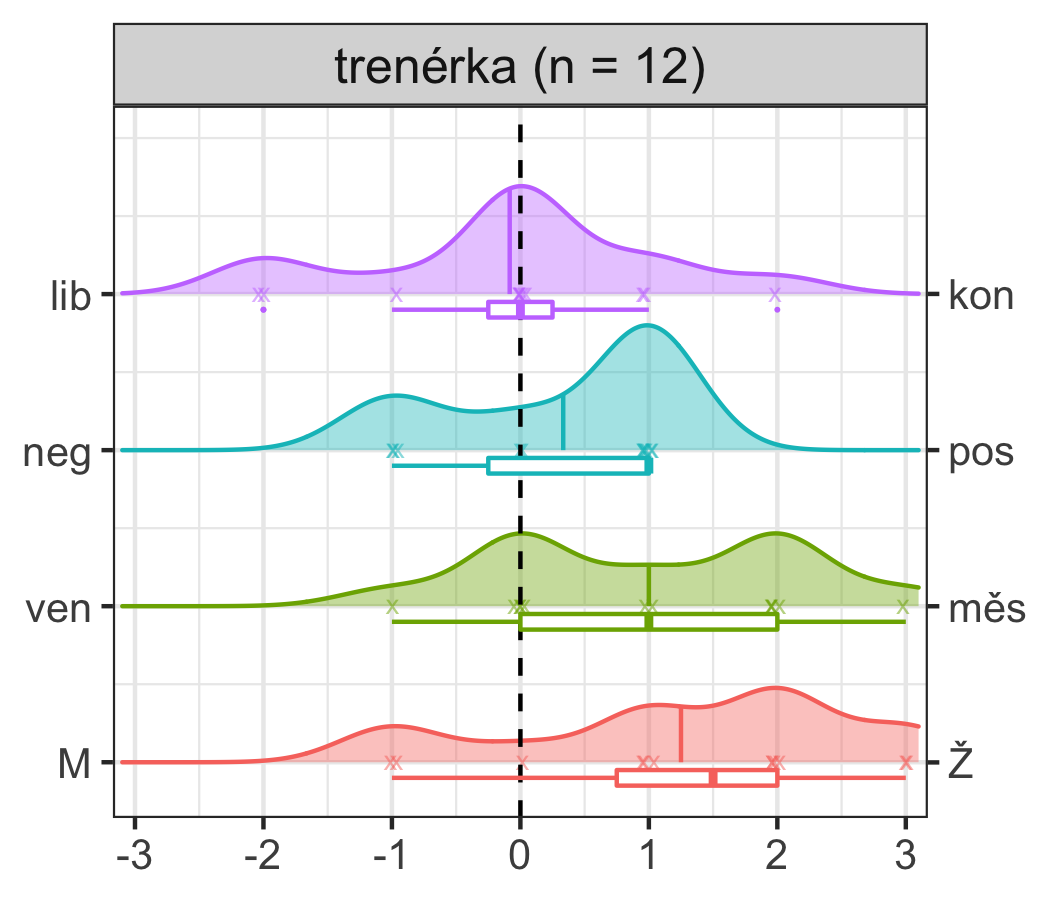 trenérka (n = 12)
lib kon
neg pos
ven měs
M Ž
-3 -2 -1 0 1 2 3